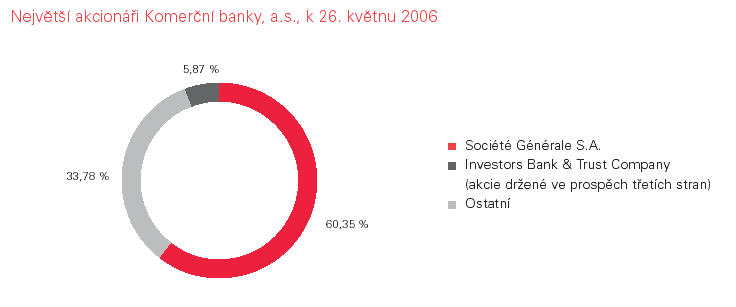 Největší akcionáři Komerční banky, a.s., k 26. květnu 2006
5,87 %
33,78 %
60,35 %
Société Générale S.A.
Investors Bank & Trust Company
(akcie držené ve prospěch třetích stran)
Ostatní